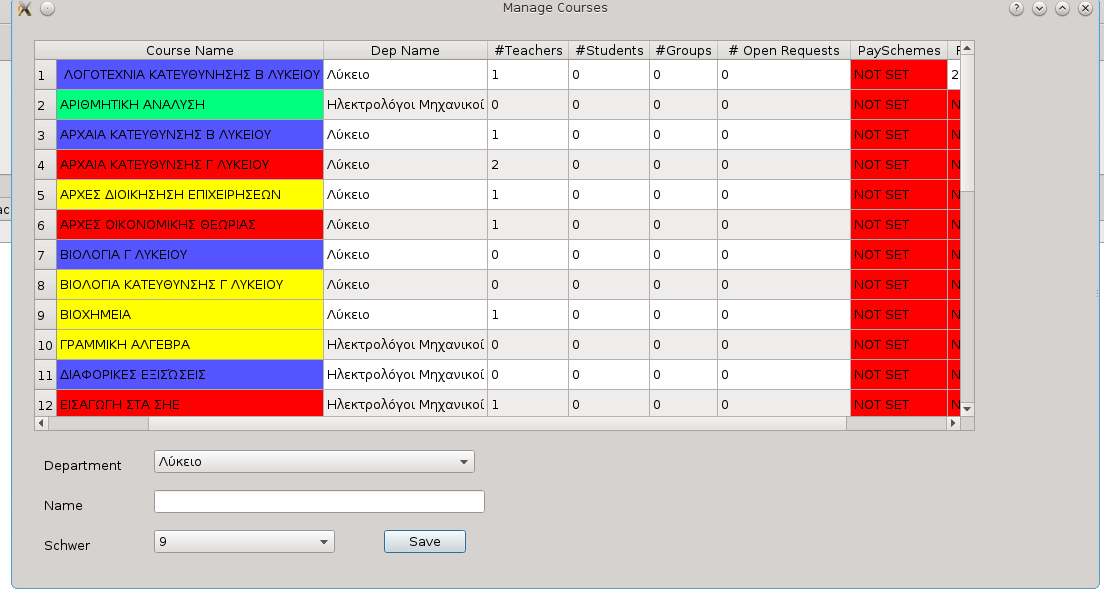 Manage Courses
Course Name Dep Name #Teachers #Students #Groups # Open Requests PaySchemes
1 ΛΟΓΟΤΕΧΝΙΑ ΚΑΤΕΥΘΥΝΗΣΗΣ Β ΛΥΚΕΙΟΥ Λύκειο 1 0 0 0 NOT SET 2
2 ΑΡΙΘΜΗΤΙΚΗ ΑΝΑΛΥΣΗ Ηλεκτρολόγοι Μηχανικοί 0 0 0 0 NOT SET N
3 ΑΡΧΑΙΑ ΚΑΤΕΥΘΥΝΣΗΣ Β ΛΥΚΕΙΟΥ Λύκειο 1 0 0 0 NOT SET N
4 ΑΡΧΑΙΑ ΚΑΤΕΥΘΥΝΣΗΣ Γ ΛΥΚΕΙΟΥ Λύκειο 2 0 0 0 NOT SET N
5 ΑΡΧΕΣ ΔΙΟΙΚΗΣΗΣΗ ΕΠΙΧΕΙΡΗΣΕΩΝ Λύκειο 1 0 0 0 NOT SET N
6 ΑΡΧΕΣ ΟΙΚΟΝΟΜΙΚΗΣ ΘΕΩΡΙΑΣ Λύκειο 1 0 0 0 NOT SET N
7 ΒΙΟΛΟΓΙΑ Γ ΛΥΚΕΙΟΥ Λύκειο 0 0 0 0 NOT SET N
8 ΒΙΟΛΟΓΙΑ ΚΑΤΕΥΘΥΝΣΗΣ Γ ΛΥΚΕΙΟΥ Λύκειο 0 0 0 0 NOT SET N
9 ΒΙΟΧΗΜΕΙΑ Λύκειο 1 0 0 0 NOT SET N
10 ΓΡΑΜΜΙΚΗ ΑΛΓΕΒΡΑ Ηλεκτρολόγοι Μηχανικοί 0 0 0 0 NOT SET N
11 ΔΙΑΦΟΡΙΚΕΣ ΕΞΙΣΏΣΕΙΣ Ηλεκτρολόγοι Μηχανικοί 0 0 0 0 NOT SET N
12 ΕΙΣΑΓΩΓΗ ΣΤΑ ΣΗΕ Ηλεκτρολόγοι Μηχανικοί 1 0 0 0 NOT SET N
Department Λύκειο
Name
Schwer 9 Save